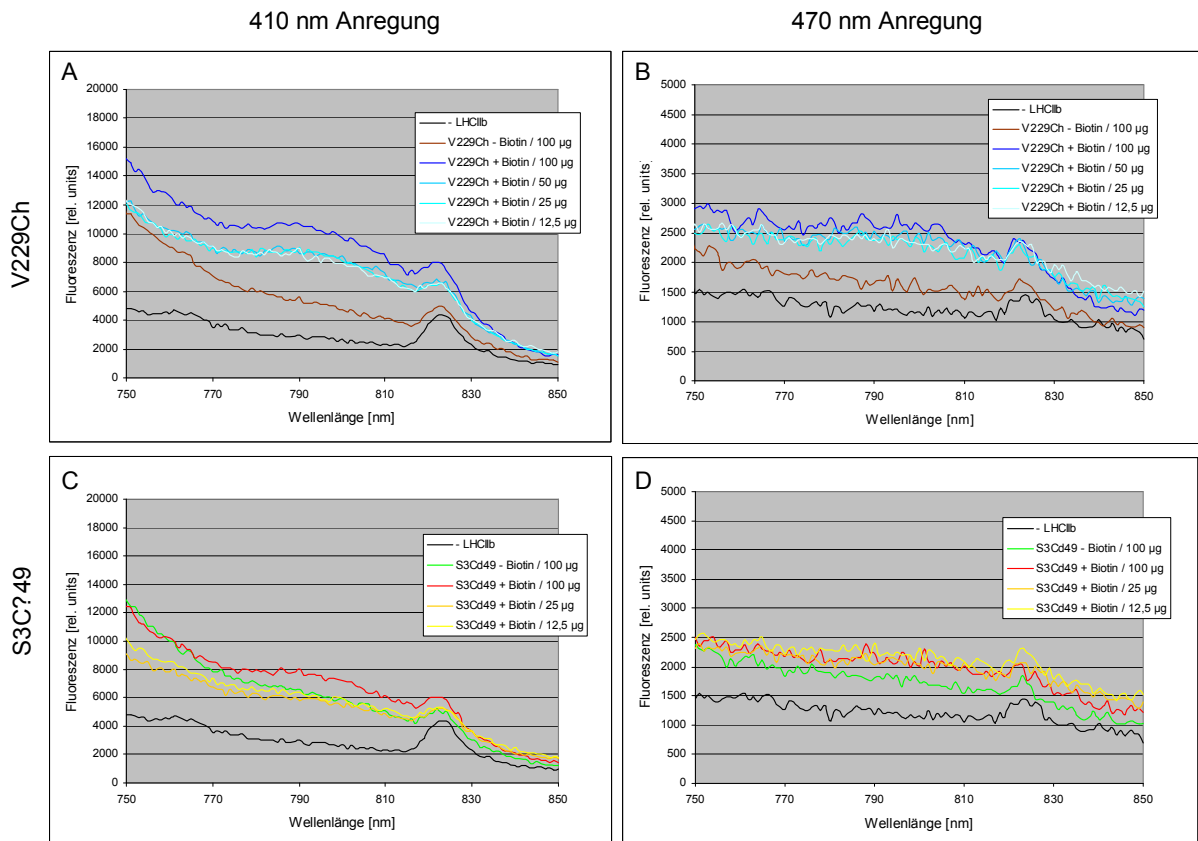 410 nm Anregung
470 nm Anregung
V229Ch
S3C?49
A
20000
18000
16000
14000
12000
10000
8000
6000
4000
2000
0
750
770
790
810
830
850
Fluoreszenz [rel. units]
Wellenlänge [nm]
- LHCIIb
V229Ch - Biotin / 100 µg
V229Ch + Biotin / 100 µg
V229Ch + Biotin / 50 µg
V229Ch + Biotin / 25 µg
V229Ch + Biotin / 12,5 µg
B
5000
4500
4000
3500
3000
2500
2000
1500
1000
500
0
750
770
790
810
830
850
Fluoreszenz [rel. units]
Wellenlänge [nm]
- LHCIIb
V229Ch - Biotin / 100 µg
V229Ch + Biotin / 100 µg
V229Ch + Biotin / 50 µg
V229Ch + Biotin / 25 µg
V229Ch + Biotin / 12,5 µg
C
20000
18000
16000
14000
12000
10000
8000
6000
4000
2000
0
750
770
790
810
830
850
Fluoreszenz [rel. units]
Wellenlänge [nm]
- LHCIIb
S3Cd49 - Biotin / 100 µg
S3Cd49 + Biotin / 100 µg
S3Cd49 + Biotin / 25 µg
S3Cd49 + Biotin / 12,5 µg
D
5000
4500
4000
3500
3000
2500
2000
1500
1000
500
0
750
770
790
810
830
850
Fluoreszenz [rel. units]
Wellenlänge [nm]
- LHCIIb
S3Cd49 - Biotin / 100 µg
S3Cd49 + Biotin / 100 µg
S3Cd49 + Biotin / 25 µg
S3Cd49 + Biotin / 12,5 µg